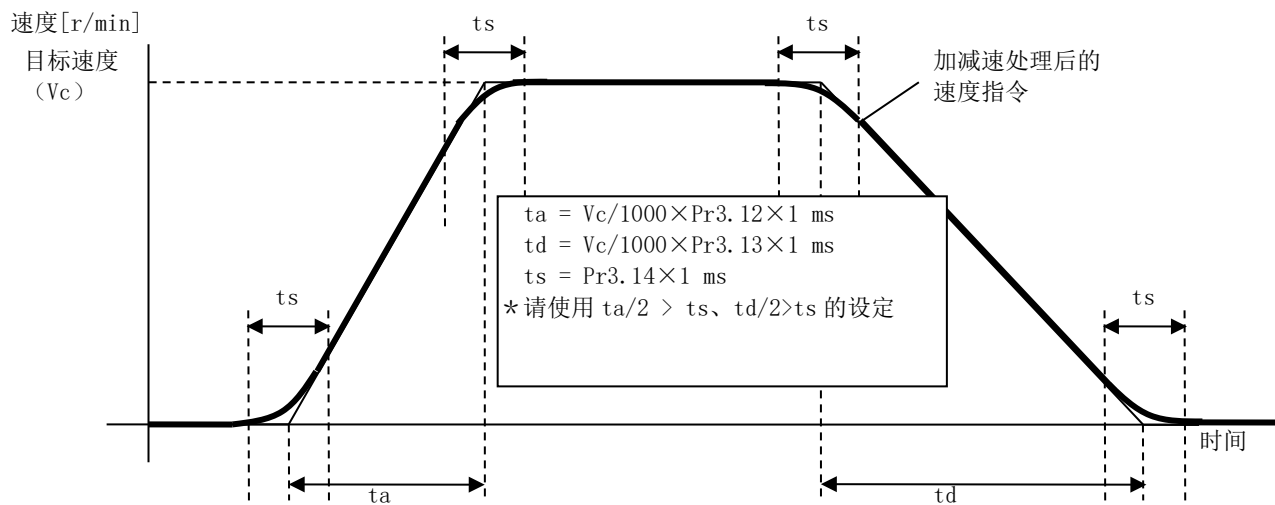 速度[r/min]
目标速度
（Vc）
ts
ts
加减速处理后的
速度指令
ta = Vc/1000×Pr3.12×1 ms
td = Vc/1000×Pr3.13×1 ms
ts = Pr3.14×1 ms
＊请使用 ta/2 > ts、td/2>ts 的设定
ts
ts
时间
ta
td